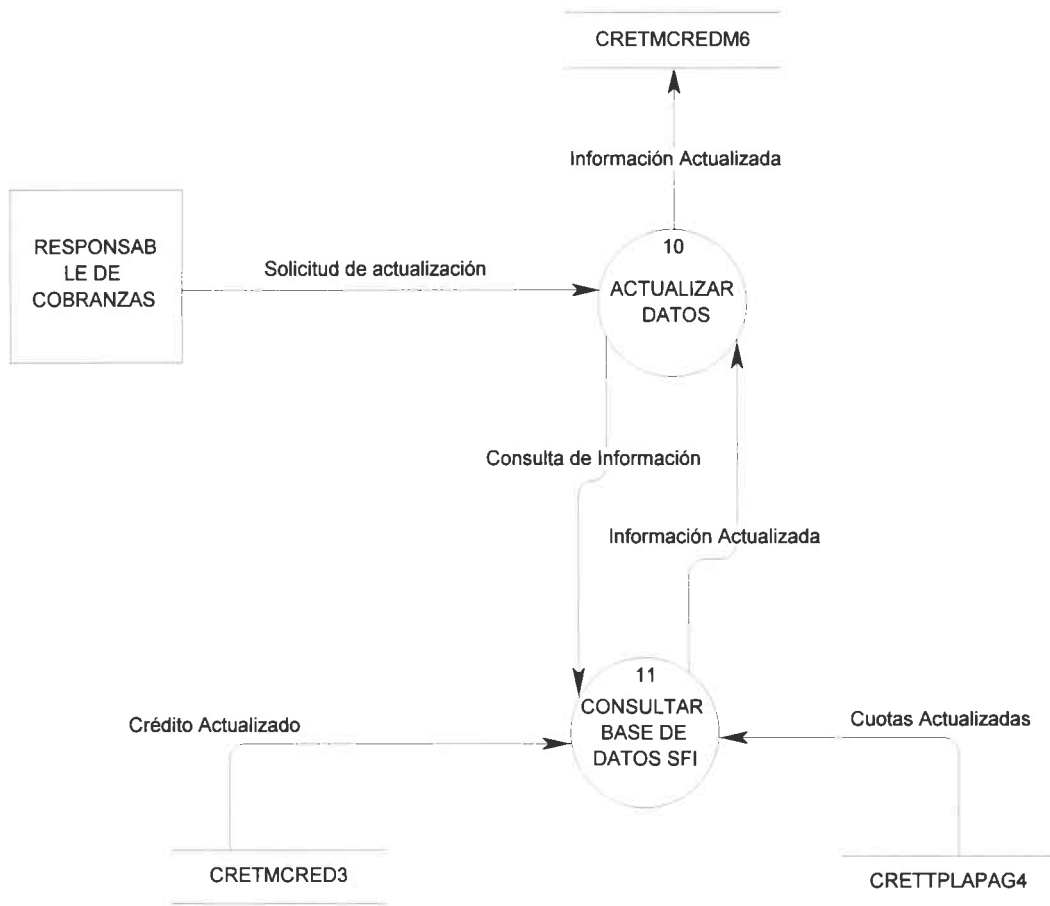 CRETMCREDM6
Información Actualizada
RESPONSAB
LE DE
COBRANZAS
Solicitud de actualización
10
ACTUALIZAR
DATOS
Consulta de Información
Información Actualizada
11
CONSULTAR
BASE DE
DATOS SFI
Crédito Actualizado
Cuotas Actualizadas
CRETMCRED3
CRETTPLAPAG4